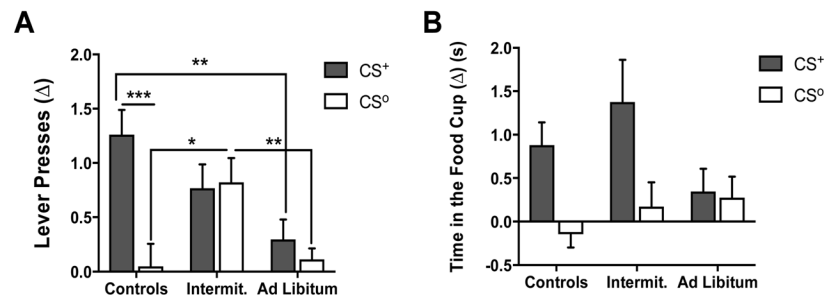 A
Lever Presses (Δ)
2.0
1.5
1.0
0.5
0.0
**
***
*
**
CS+
CSo
Controls Intermit. Ad Libitum
B
Time in the Food Cup (Δ) (s)
2.0
1.5
1.0
0.5
0.0
-0.5
CS+
CSo
Controls Intermit. Ad Libitum